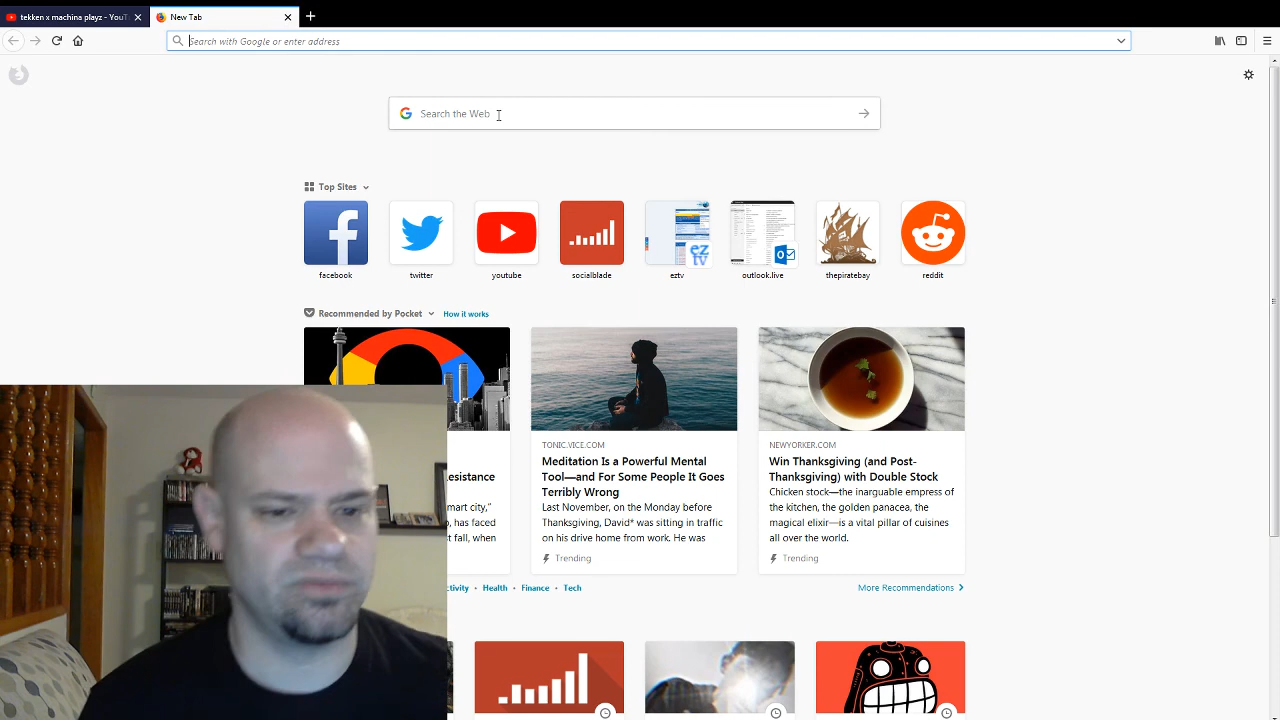 tekken x machina playz - YouT
New Tab
Search with Google or enter address
Search the Web
Top Sites
facebook
twitter
youtube
socialblade
eztv
outlook.live
thepiratebay
reddit
Recommended by Pocket
How it works
esistance
mart city,"
, has faced
t fall, when
TONIC.VICE.COM
Meditation Is a Powerful Mental
Tool—and For Some People It Goes
Terribly Wrong
Last November, on the Monday before
Thanksgiving, David* was sitting in traffic
on his drive home from work. He was
Trending
NEWYORKER.COM
Win Thanksgiving (and Post-
Thanksgiving) with Double Stock
Chicken stock—the inarguable empress of
the kitchen, the golden panacea, the
magical elixir—is a vital pillar of cuisines
all over the world.
Trending
ctivity • Health • Finance • Tech
More Recommendations